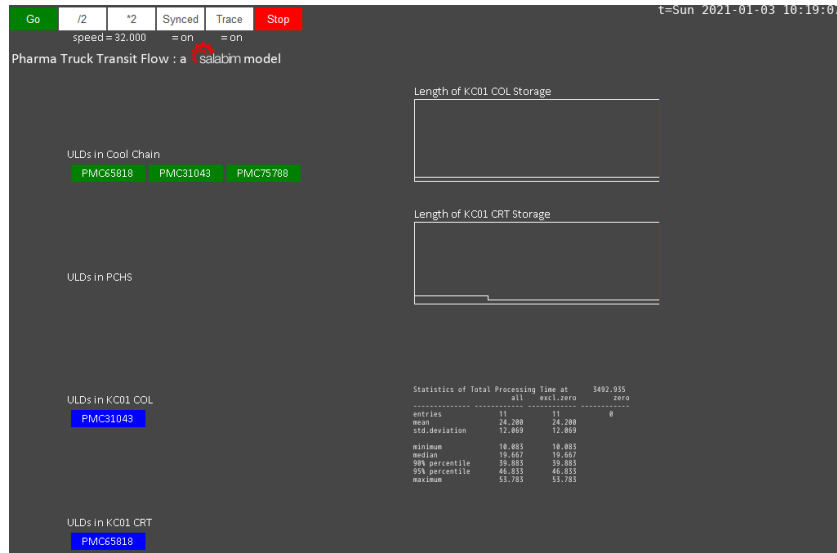 Go /2 *2 Synced Trace Stop
t=Sun 2021-01-03 10:19:0
speed = 32.000 = on = on
Pharma Truck Transit Flow : a salabim model
Length of KC01 COL Storage
ULDs in Cool Chain
PMC65818 PMC31043 PMC75788
Length of KC01 CRT Storage
ULDs in PCHS
Statistics of Total Processing Time at 3492.935
all excl.zero zero
-------------- ------------ ------------ ------------
entries 11 11 0
mean 24.200 24.200
std.deviation 12.069 12.069
minimum 10.083 10.083
median 19.667 19.667
90% percentile 39.883 39.883
95% percentile 46.833 46.833
maximum 53.783 53.783
ULDs in KC01 COL
PMC31043
ULDs in KC01 CRT
PMC65818